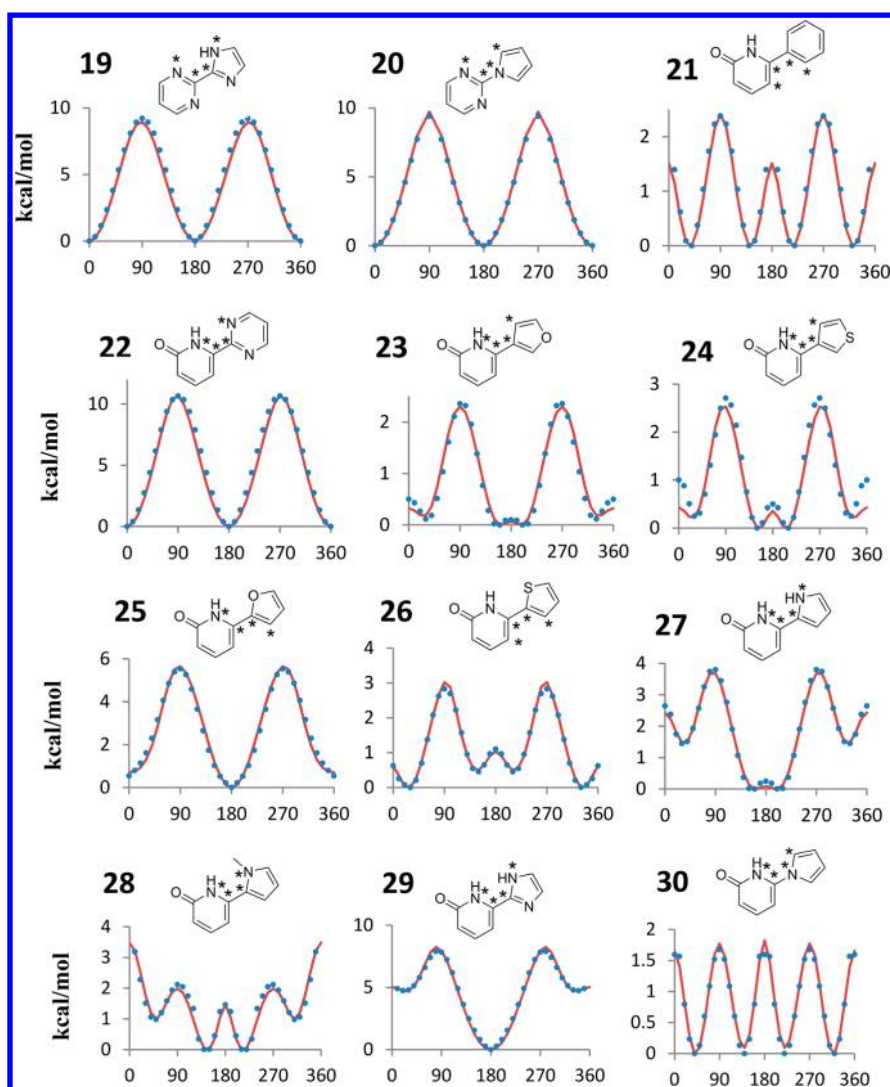 19 20 21
HN * * N * * N N
* N * * N N
O H N * * *
10 10 2
5 5 1
0 0 0
kcal/mol
0 90 180 270 360 0 90 180 270 360 0 90 180 270 360
22 23 24
O H N * * * N * N
O H N * * * * O
O H N * * * * S
10 2 3
5 1 2
0 0 1
0
kcal/mol
0 90 180 270 360 0 90 180 270 360 0 90 180 270 360
25 26 27
O H N * * * O *
O H N S * * * *
O H N * * * HN *
6 4 4
4 3 3
2 2 2
0 1 1
0 0
kcal/mol
0 90 180 270 360 0 90 180 270 360 0 90 180 270 360
28 29 30
O H N * * * N *
O H N * * * HN * N
O H N * * N *
4 10 2
3 5 1.5
2 0 1
1 0.5
0 0
kcal/mol
0 90 180 270 360 0 90 180 270 360 0 90 180 270 360